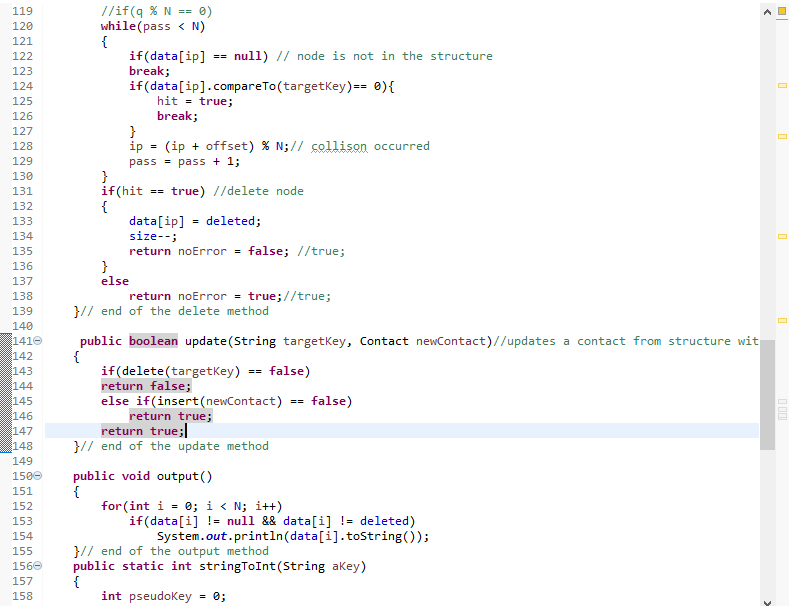 119 //if(q % N == 0)
120 while(pass < N)
121 {
122 if(data[ip] == null) // node is not in the structure
123 break;
124 if(data[ip].compareTo(targetKey)== 0){
125 hit = true;
126 break;
127 }
128 ip = (ip + offset) % N;// collison occurred
129 pass = pass + 1;
130 }
131 if(hit == true) //delete node
132 {
133 data[ip] = deleted;
134 size--;
135 return noError = false; //true;
136 }
137 else
138 return noError = true;//true;
139 }// end of the delete method
140
141 public boolean update(String targetKey, Contact newContact)//updates a contact from structure wit
142 {
143 if(delete(targetKey) == false)
144 return false;
145 else if(insert(newContact) == false)
146 return true;
147 return true;
148 }// end of the update method
149
150 public void output()
151 {
152 for(int i = 0; i < N; i++)
153 if(data[i] != null && data[i] != deleted)
154 System.out.println(data[i].toString());
155 }// end of the output method
156 public static int stringToInt(String aKey)
157 {
158 int pseudoKey = 0;